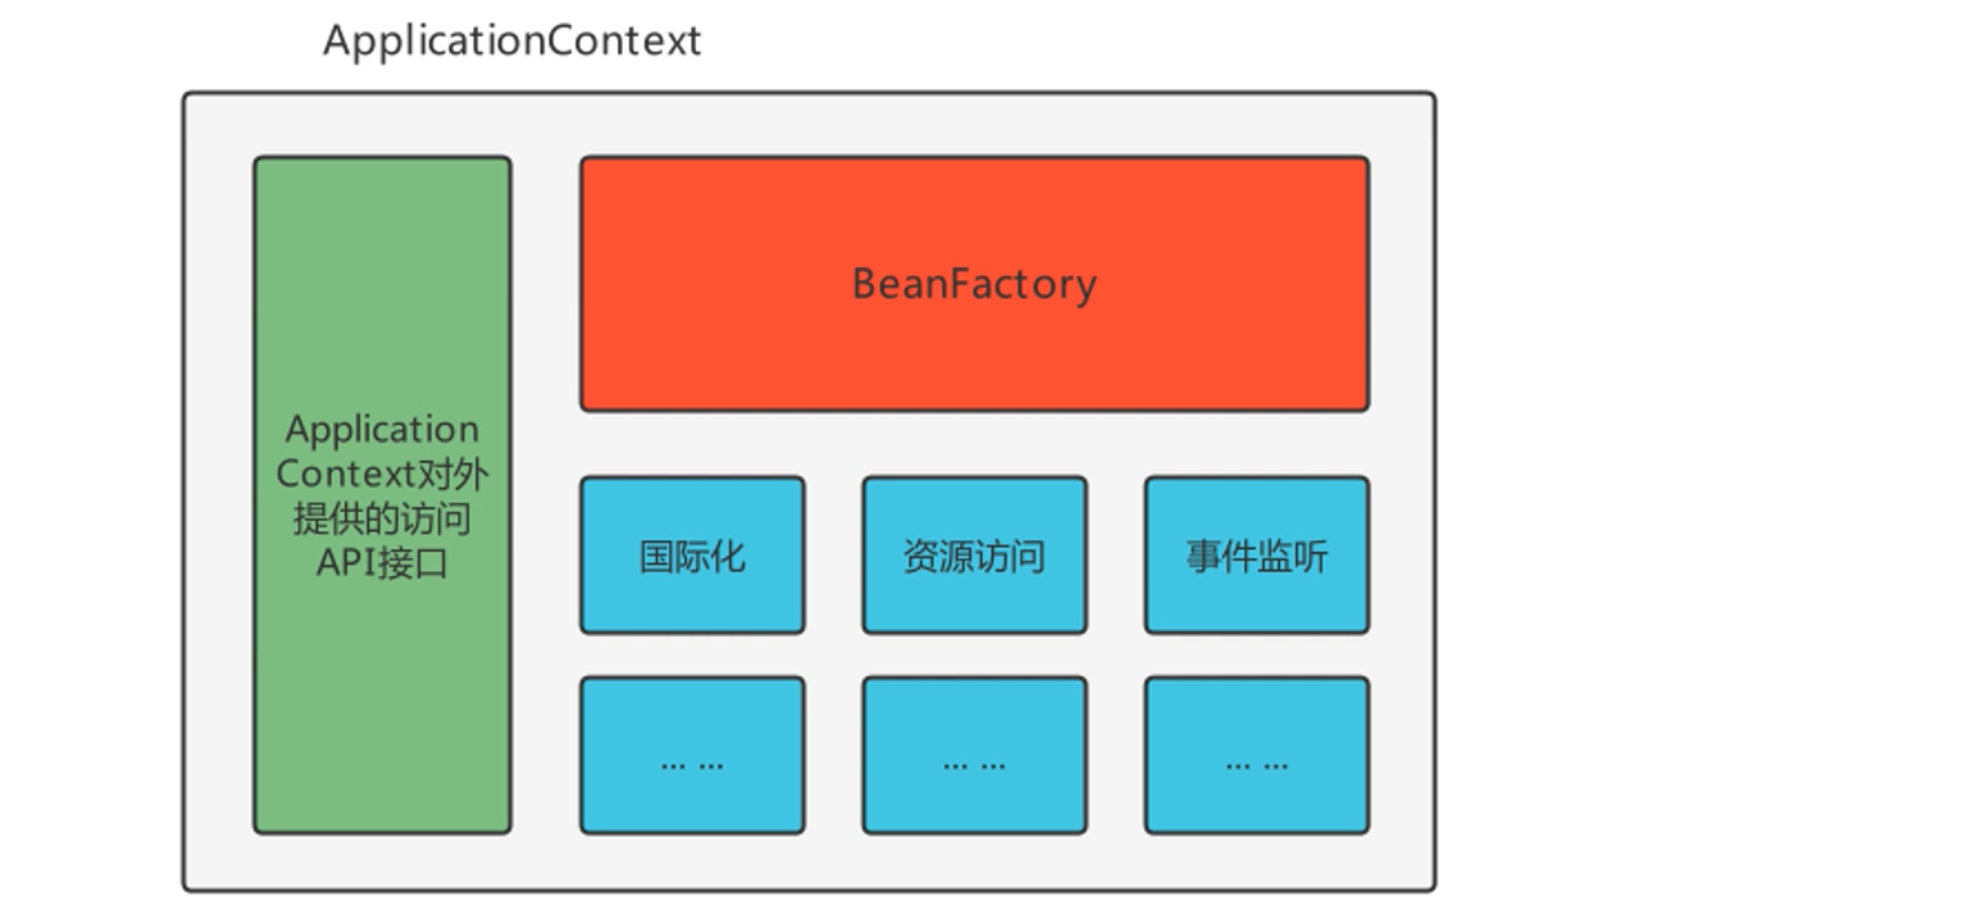 ApplicationContext
Application
Context对外
提供的访问
API接口
BeanFactory
国际化
资源访问
事件监听
... ...
... ...
... ...